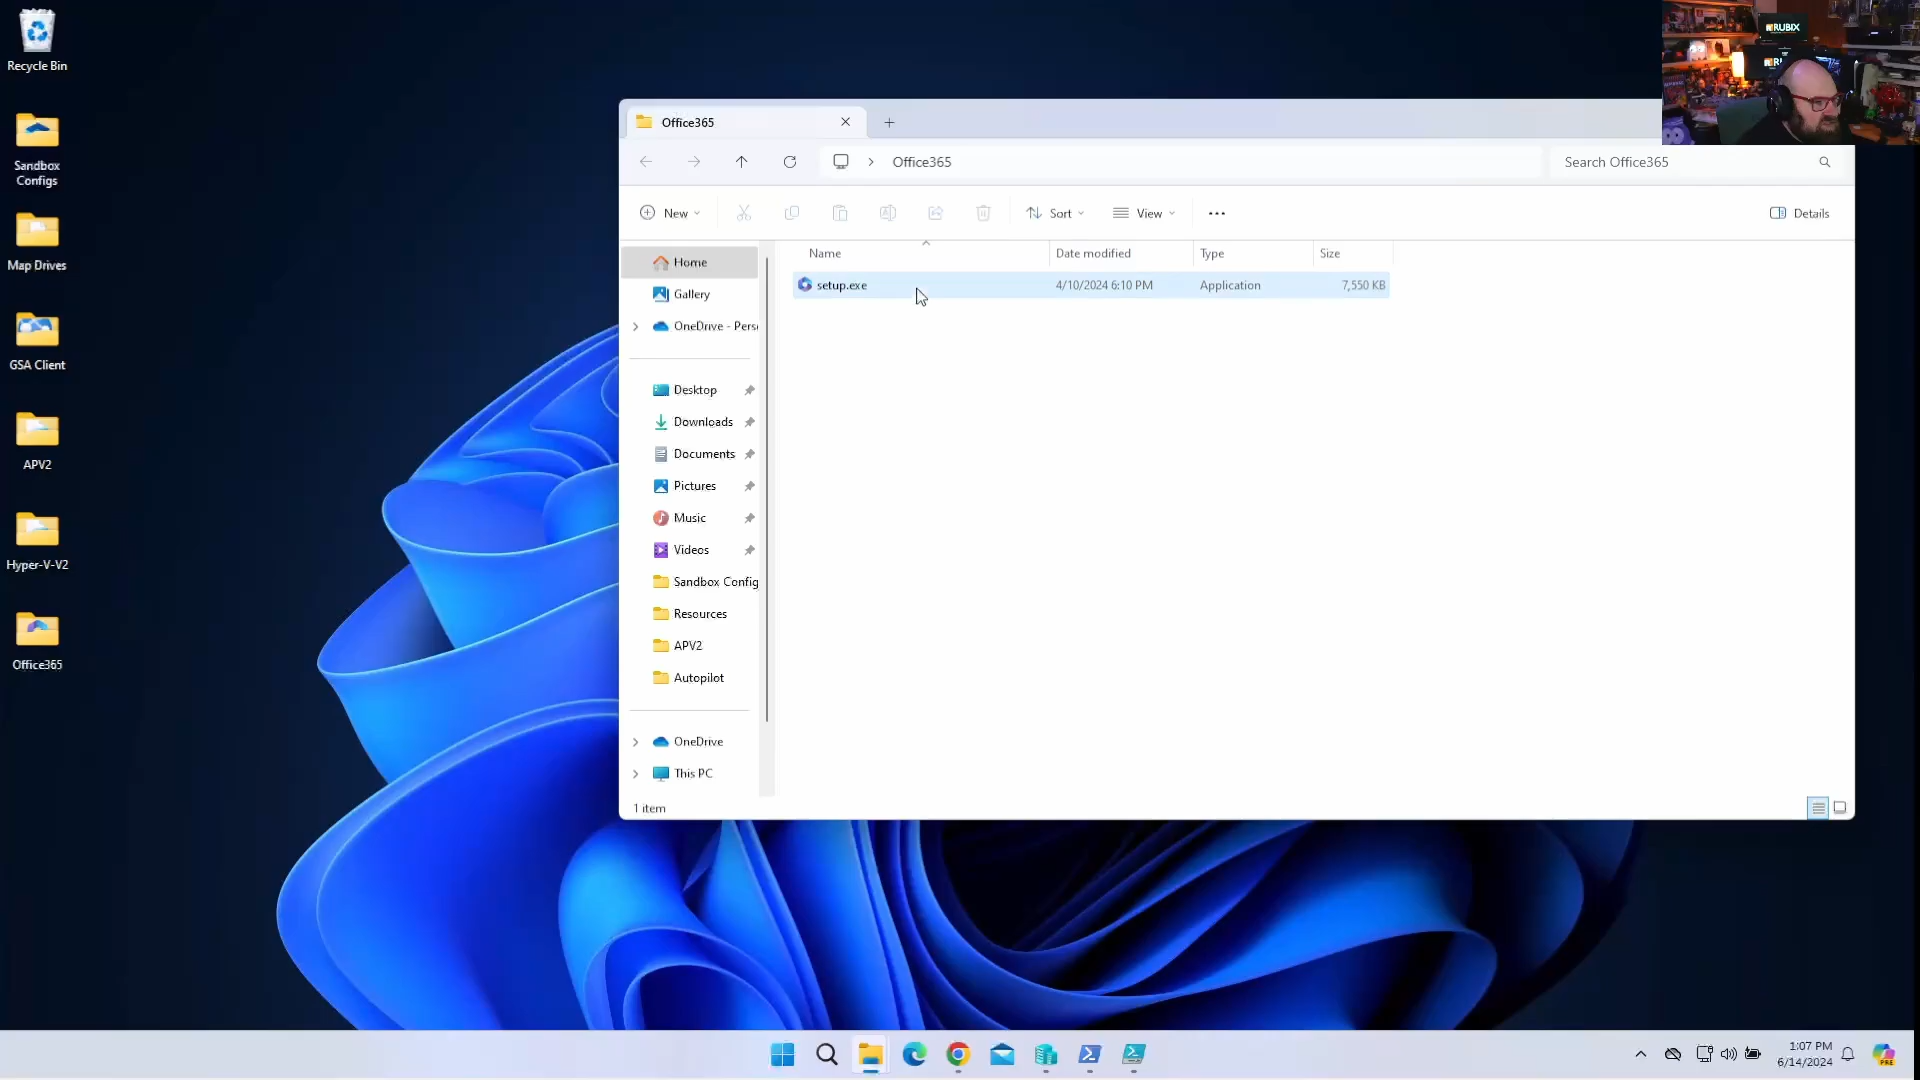 Recycle Bin
Sandbox
Configs
Map Drives
GSA Client
APV2
Hyper-V-V2
Office365
RUBIX
Office365
Office365
Search Office365
New
Sort
View
Details
Name
Date modified
Type
Size
setup.exe
4/10/2024 6:10 PM
Application
7,550 KB
Home
Gallery
OneDrive - Pers
Desktop
Downloads
Documents
Pictures
Music
Videos
Sandbox Config
Resources
APV2
Autopilot
OneDrive
This PC
1 item
1:07 PM
6/14/2024
PRE